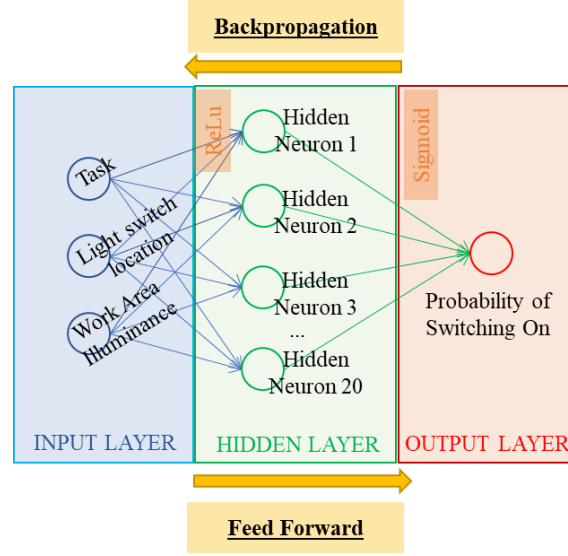 Backpropagation
ReLu
Sigmoid
Task
Light switch
location
Work Area
Illuminance
Hidden
Neuron 1
Hidden
Neuron 2
Hidden
Neuron 3
...
Hidden
Neuron 20
Probability of
Switching On
INPUT LAYER
HIDDEN LAYER
OUTPUT LAYER
Feed Forward